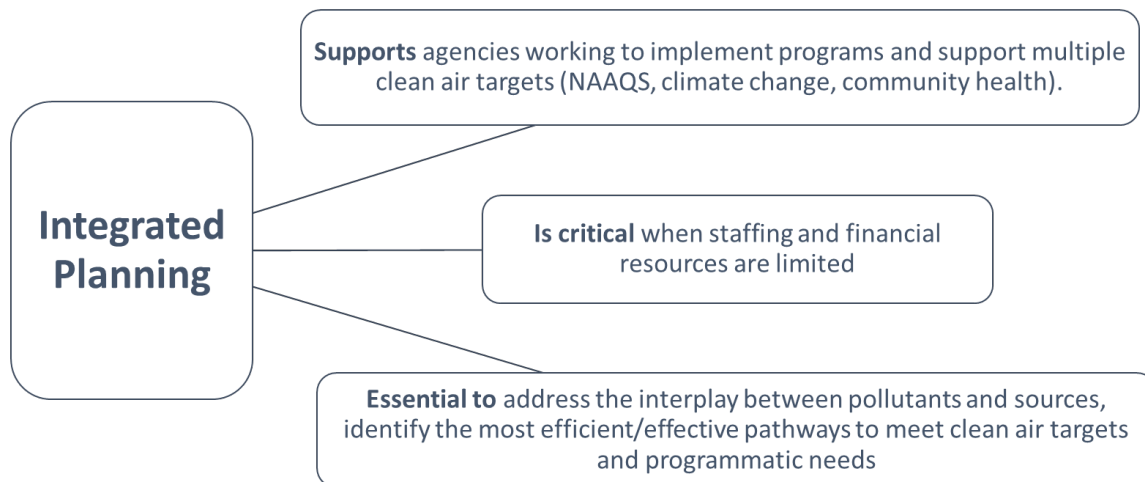 Supports agencies working to implement programs and support multiple
clean air targets (NAAQS, climate change, community health).
Integrated
Planning
Is critical when staffing and financial
resources are limited
Essential to address the interplay between pollutants and sources,
identify the most efficient/effective pathways to meet clean air targets
and programmatic needs